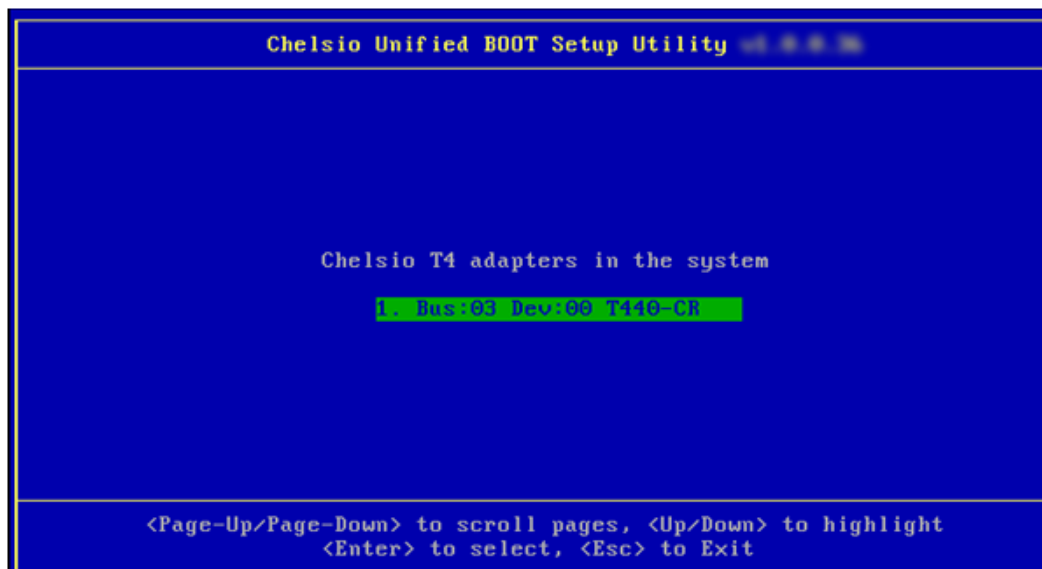 Chelsio Unified BOOT Setup Utility
Chelsio T4 adapters in the system
1. Bus:03 Dev:00 T440-CR
<Page-Up/Page-Down> to scroll pages, <Up/Down> to highlight
<Enter> to select, <Esc> to Exit